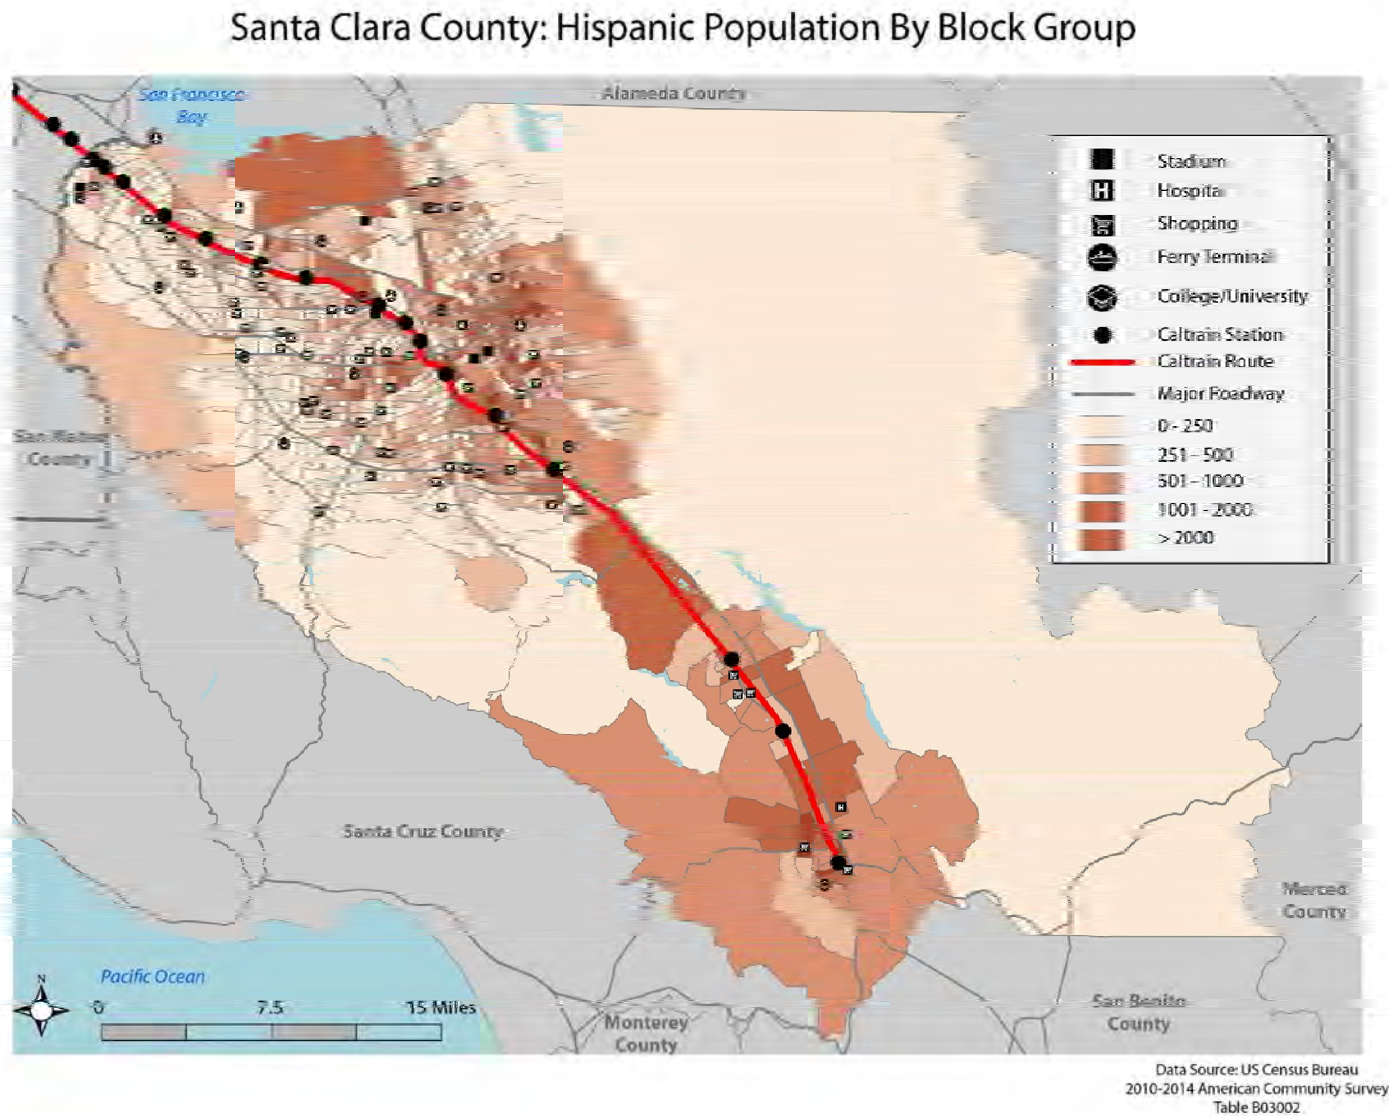 Santa Clara County: Hispanic Population By Block Group
San Francisco
Bay
Alameda County
Stadium
Hospita
Shopping
Ferry Terminal
College/University
Caltrain Station
Caltrain Route
Major Roadway
0 - 250
251 - 500
501 - 1000
1001 - 2000
> 2000
San
County
Santa Cruz County
Merced
County
Pacific Ocean
N
0 7.5 15 Miles
Monterey
County
San Benito
County
Data Source: US Census Bureau
2010-2014 American Community Survey
Table B03002